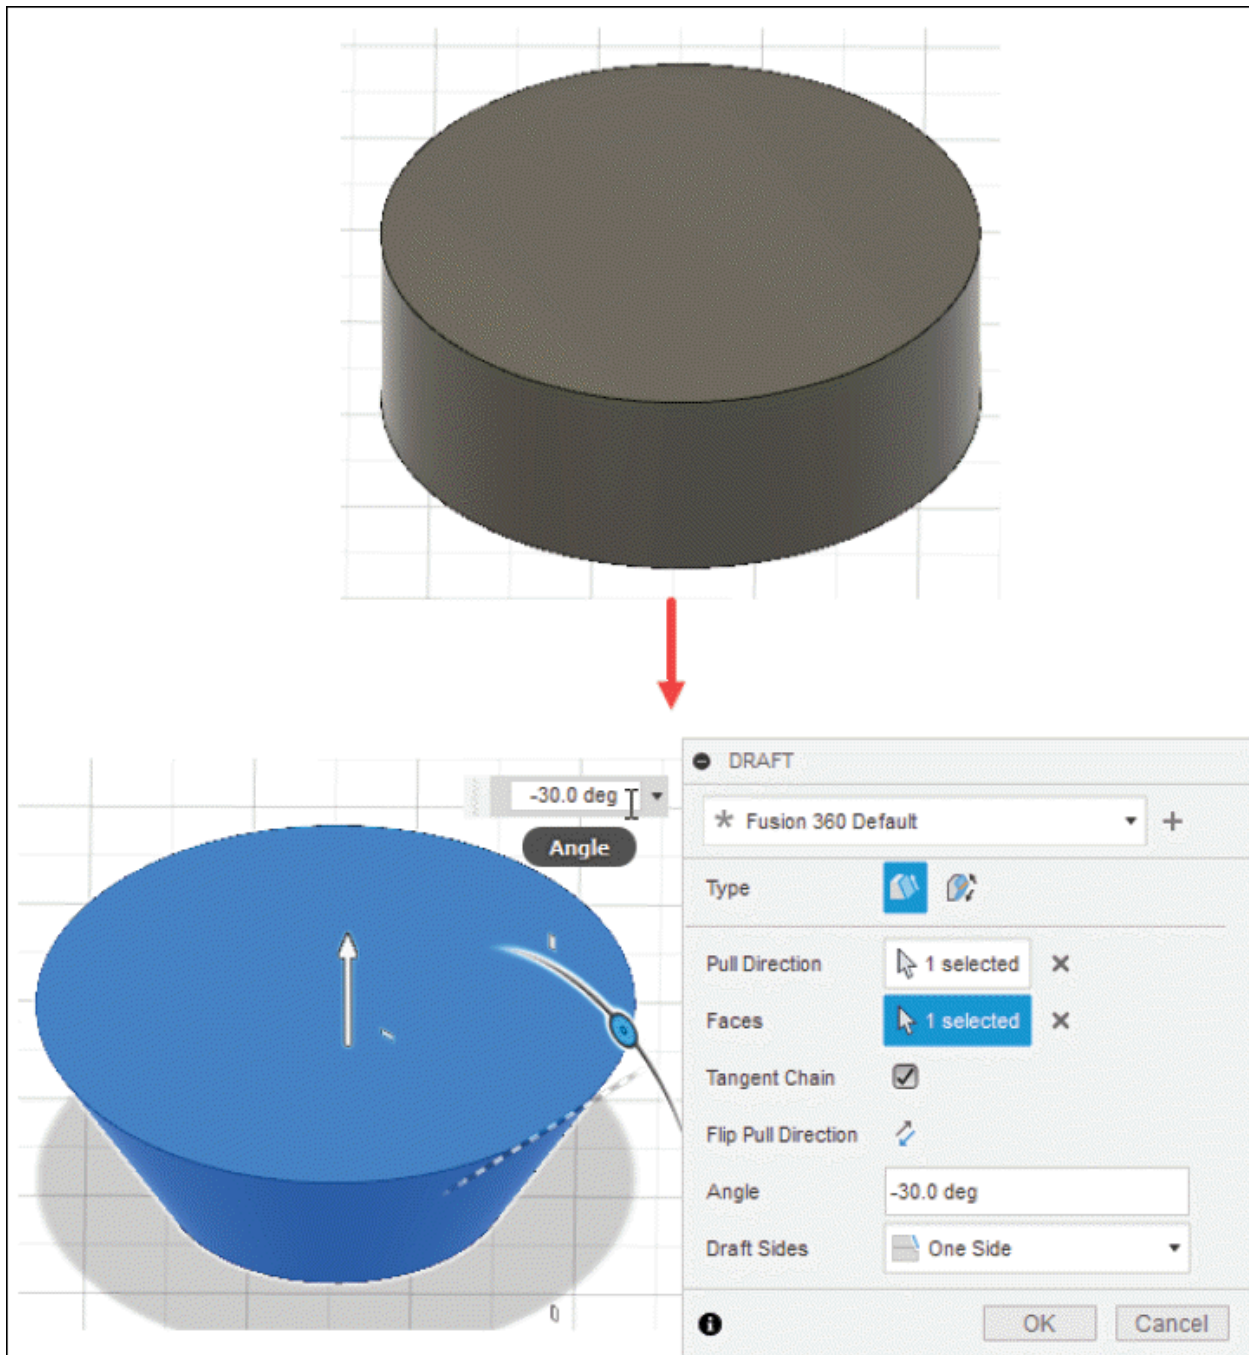 -30.0 deg
Angle
DRAFT
Fusion 360 Default
Type
Pull Direction 1 selected
Faces 1 selected
Tangent Chain
Flip Pull Direction
Angle -30.0 deg
Draft Sides One Side
OK Cancel